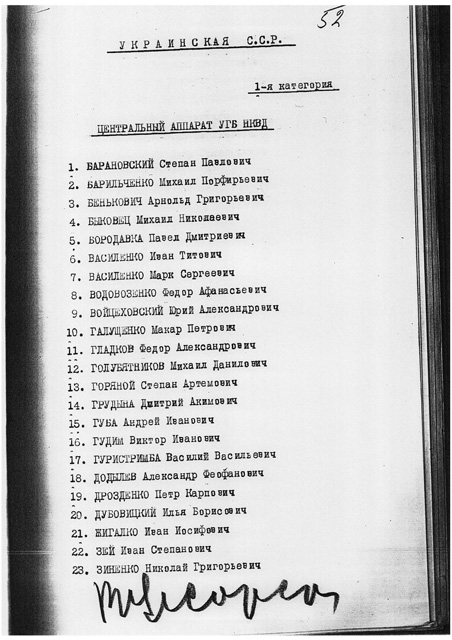 52
УКРАИНСКАЯ С.С.Р.
1-я категория
ЦЕНТРАЛЬНЫЙ АППАРАТ УГБ НКВД
1. БАРАНОВСКИЙ Степан Павлович
2. БАРИЛЬЧЕНКО Михаил Порфирьевич
3. БЕНЬКОВИЧ Арнольд Григорьевич
4. БЫКОВЕЦ Михаил Николаевич
5. БОРОДАВКА Павел Дмитриевич
6. ВАСИЛЕНКО Иван Титович
7. ВАСИЛЕНКО Марк Сергеевич
8. ВОДОВОЗЕНКО Федор Афанасьевич
9. ВОЙЦЕХОВСКИЙ Юрий Александрович
10. ГАЛУЩЕНКО Макар Петрович
11. ГЛАДКОВ Федор Александрович
12. ГОЛУБЯТНИКОВ Михаил Данилович
13. ГОРЯНОЙ Степан Артемович
14. ГРУДЫНА Дмитрий Акимович
15. ГУБА Андрей Иванович
16. ГУДИМ Виктор Иванович
17. ГУРИСТРИМБА Василий Васильевич
18. ДОДЫЛЕВ Александр Феофанович
19. ДРОЗДЕНКО Петр Карпович
20. ДУБОВИЦКИЙ Илья Борисович
21. ЖИГАЛКО Иван Иосифович
22. ЗЕЙ Иван Степанович
23. ЗИНЕНКО Николай Григорьевич